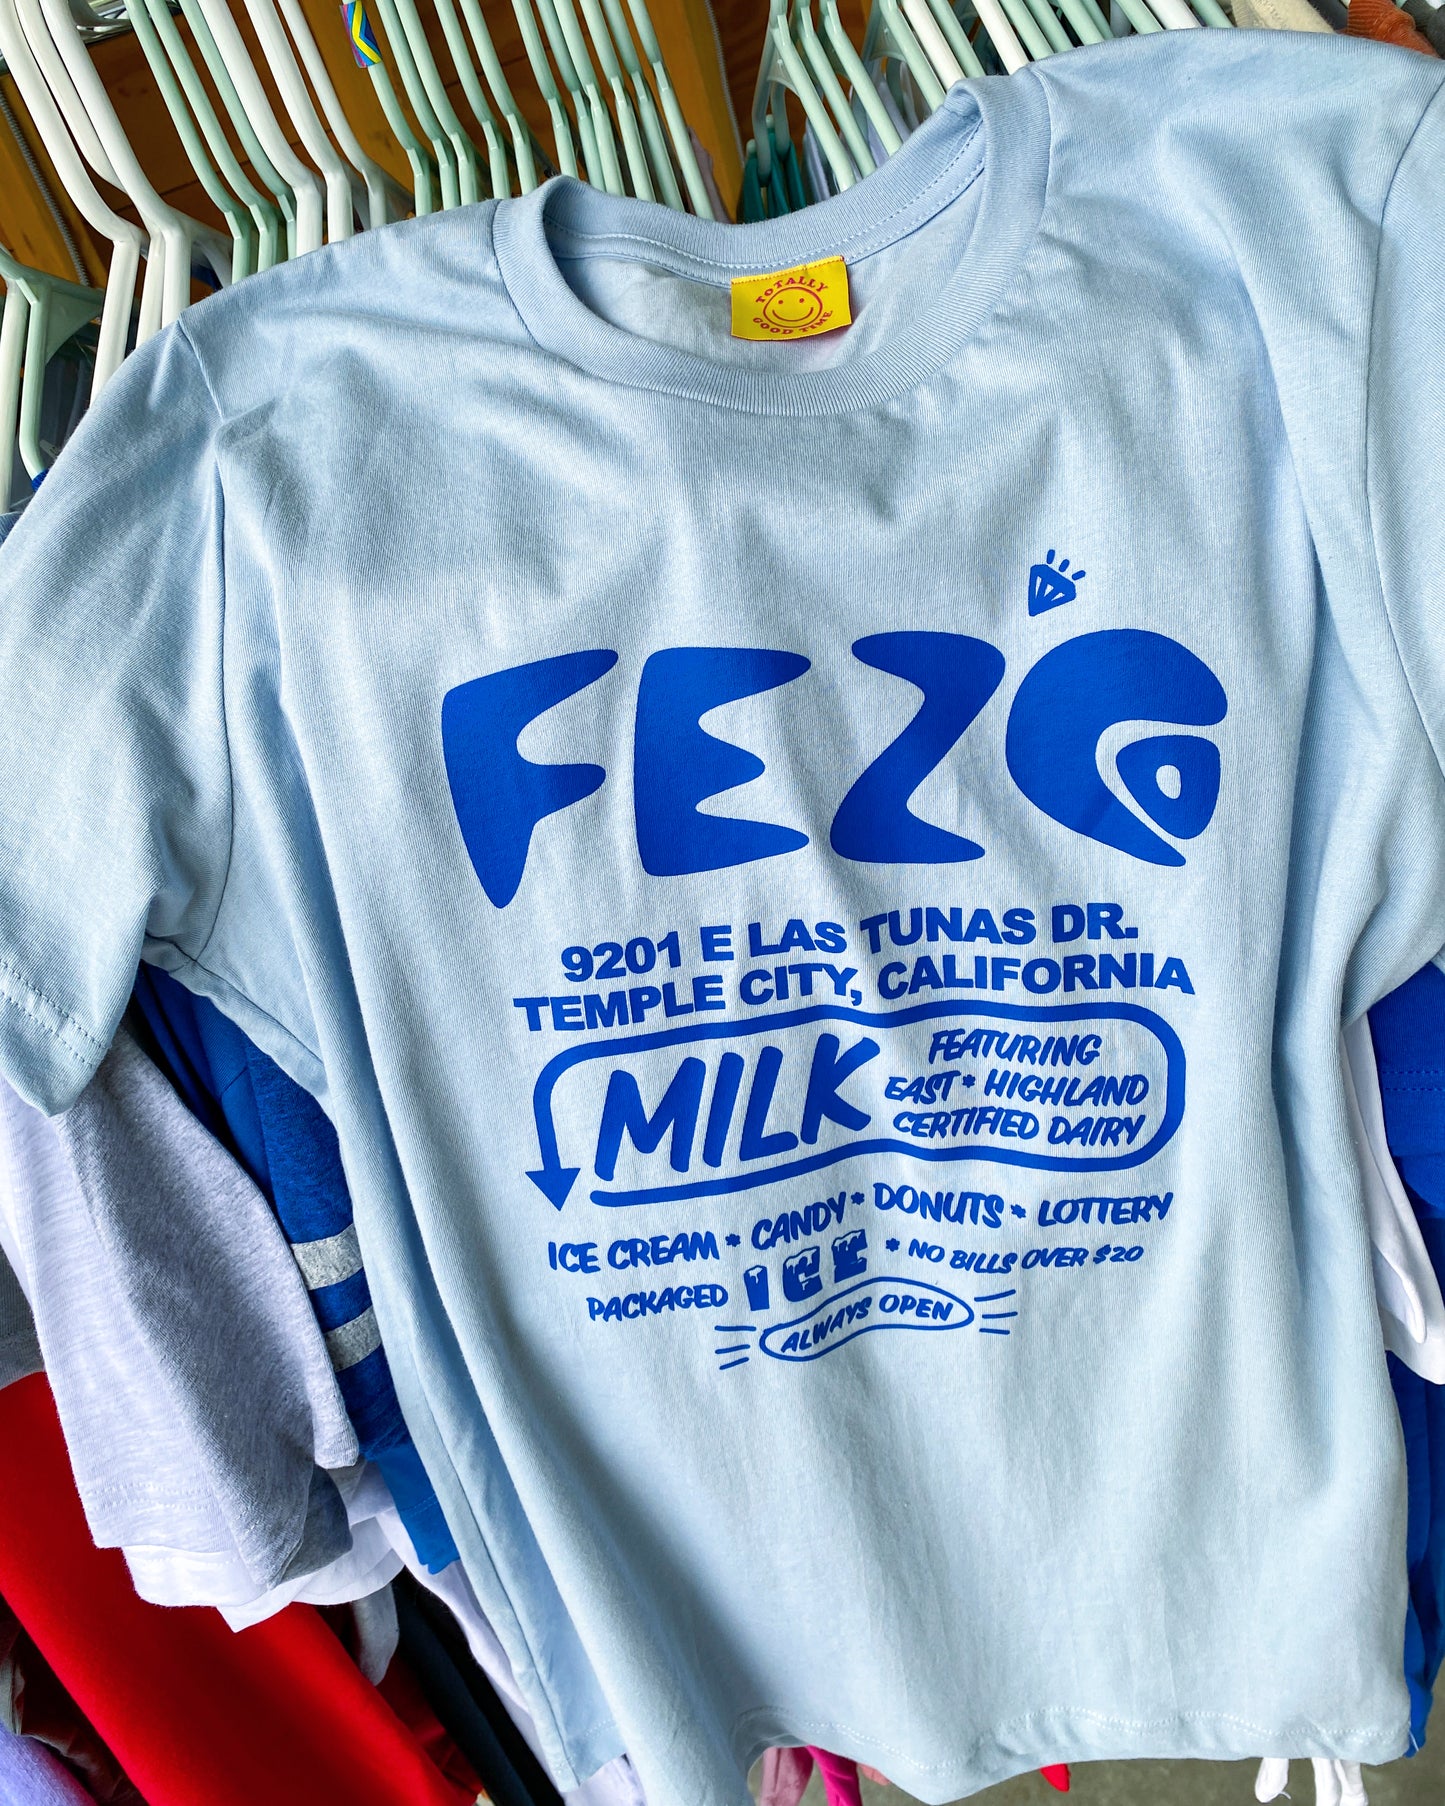 TOTALLY
GOOD TIME
FEZO
9201 E LAS TUNAS DR.
TEMPLE CITY, CALIFORNIA
MILK
FEATURING
EAST * HIGHLAND
CERTIFIED DAIRY
ICE CREAM * CANDY * DONUTS * LOTTERY
PACKAGED ICE * NO BILLS OVER $20
ALWAYS OPEN